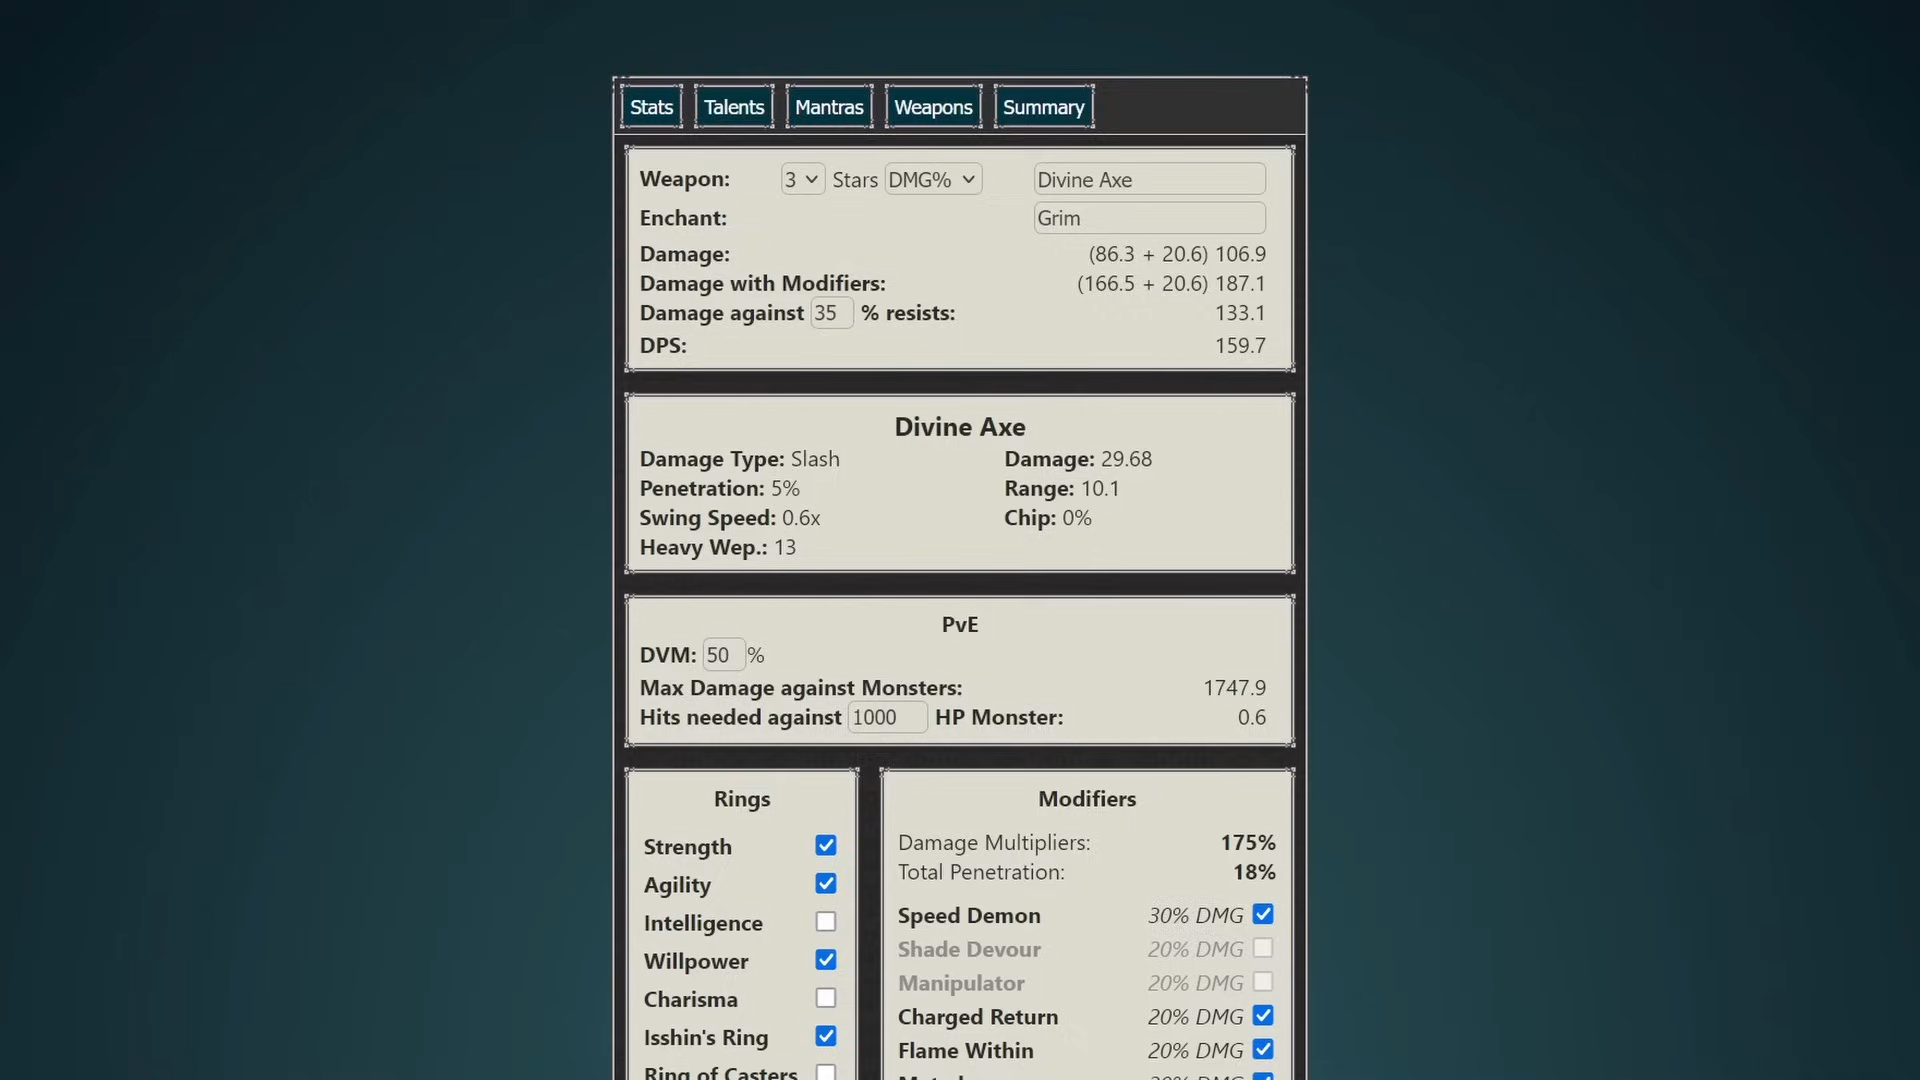 Stats Talents Mantras Weapons Summary
Weapon: 3 Stars DMG% Divine Axe
Enchant: Grim
Damage: (86.3 + 20.6) 106.9
Damage with Modifiers: (166.5 + 20.6) 187.1
Damage against 35 % resists: 133.1
DPS: 159.7
Divine Axe
Damage Type: Slash Damage: 29.68
Penetration: 5% Range: 10.1
Swing Speed: 0.6x Chip: 0%
Heavy Wep.: 13
PvE
DVM: 50 %
Max Damage against Monsters: 1747.9
Hits needed against 1000 HP Monster: 0.6
Rings
Strength
Agility
Intelligence
Willpower
Charisma
Isshin's Ring
Ring of Casters
Modifiers
Damage Multipliers: 175%
Total Penetration: 18%
Speed Demon 30% DMG
Shade Devour 20% DMG
Manipulator 20% DMG
Charged Return 20% DMG
Flame Within 20% DMG